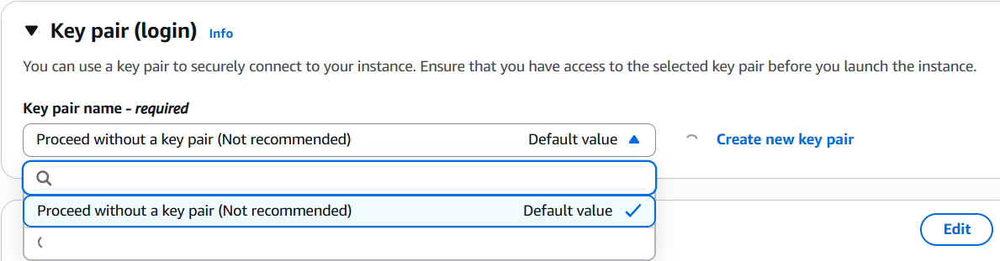 Key pair (login) Info
You can use a key pair to securely connect to your instance. Ensure that you have access to the selected key pair before you launch the instance.
Key pair name - required
Proceed without a key pair (Not recommended) Default value
Create new key pair
Proceed without a key pair (Not recommended) Default value
Edit